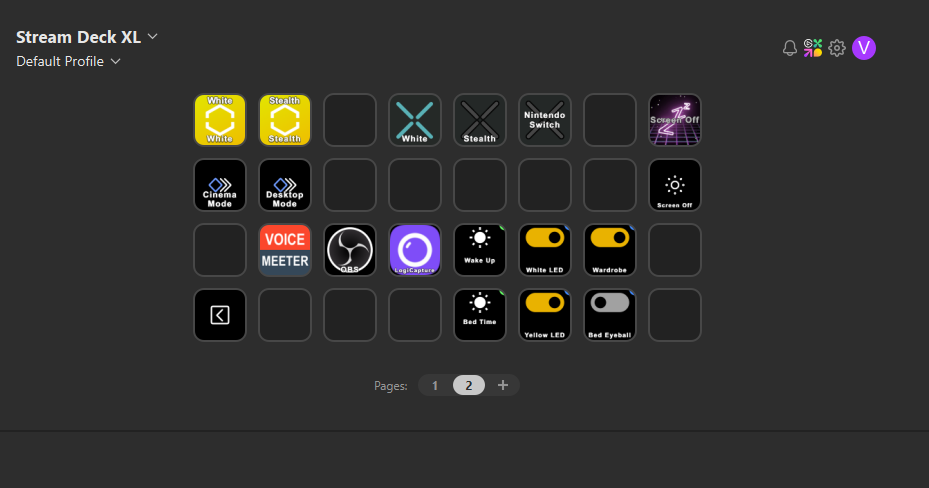 Stream Deck XL
Default Profile
V
White
White
Stealth
Stealth
White
Stealth
Nintendo
Switch
Screen Off
Cinema
Mode
Desktop
Mode
Screen Off
VOICE
MEETER
OBS
LogiCapture
Wake Up
White LED
Wardrobe
Bed Time
Yellow LED
Bed Eyeball
Pages: 1 2 +